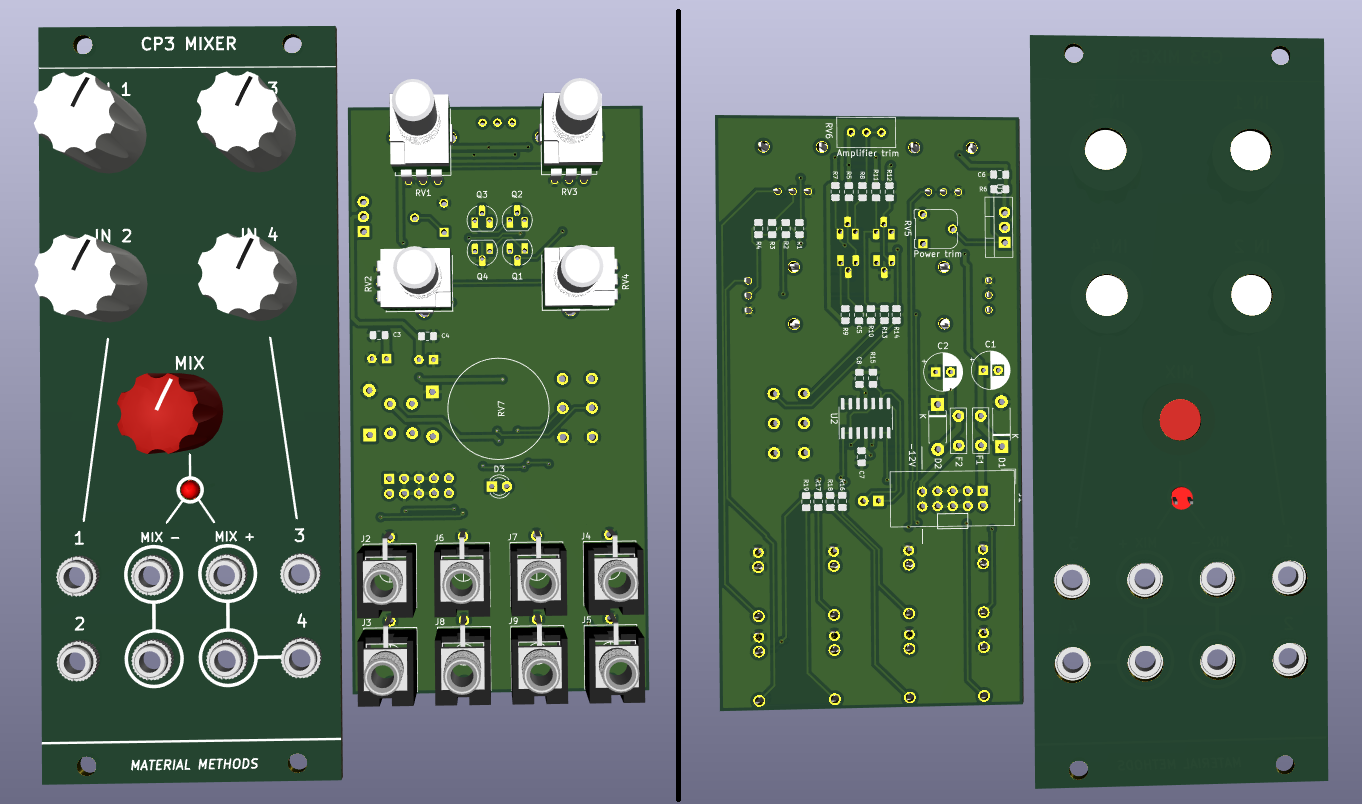 CP3 MIXER
1
3
IN 2
IN 4
MIX
MIX -
MIX +
1
3
2
4
MATERIAL METHODS
RV1
RV3
Q3
Q2
Q4
Q1
RV2
RV4
C3
C4
RV7
D3
J2
J6
J7
J4
J3
J8
J9
J5
RV6
Amplifier trim
R7
R5
R8
R11
R12
C6
R6
R4
R3
R2
R1
RV5
Power trim
R9
C5
R10
R13
R14
C2
C1
+
+
C8
R15
U2
K
K
C7
-12V
D2
F2
F1
D1
R19
R17
R18
R16